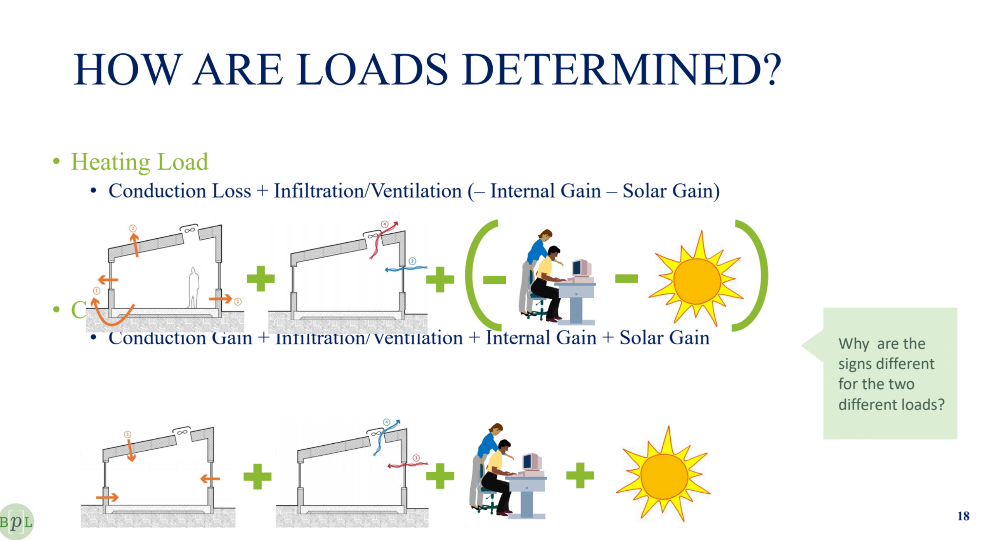 HOW ARE LOADS DETERMINED?
• Heating Load
• Conduction Loss + Infiltration/Ventilation (– Internal Gain – Solar Gain)
2
4
3
2
2
2
• C
• Conduction Gain + Infiltration/Ventilation + Internal Gain + Solar Gain
Why are the
signs different
for the two
different loads?
2
4
3
B[p]L
18